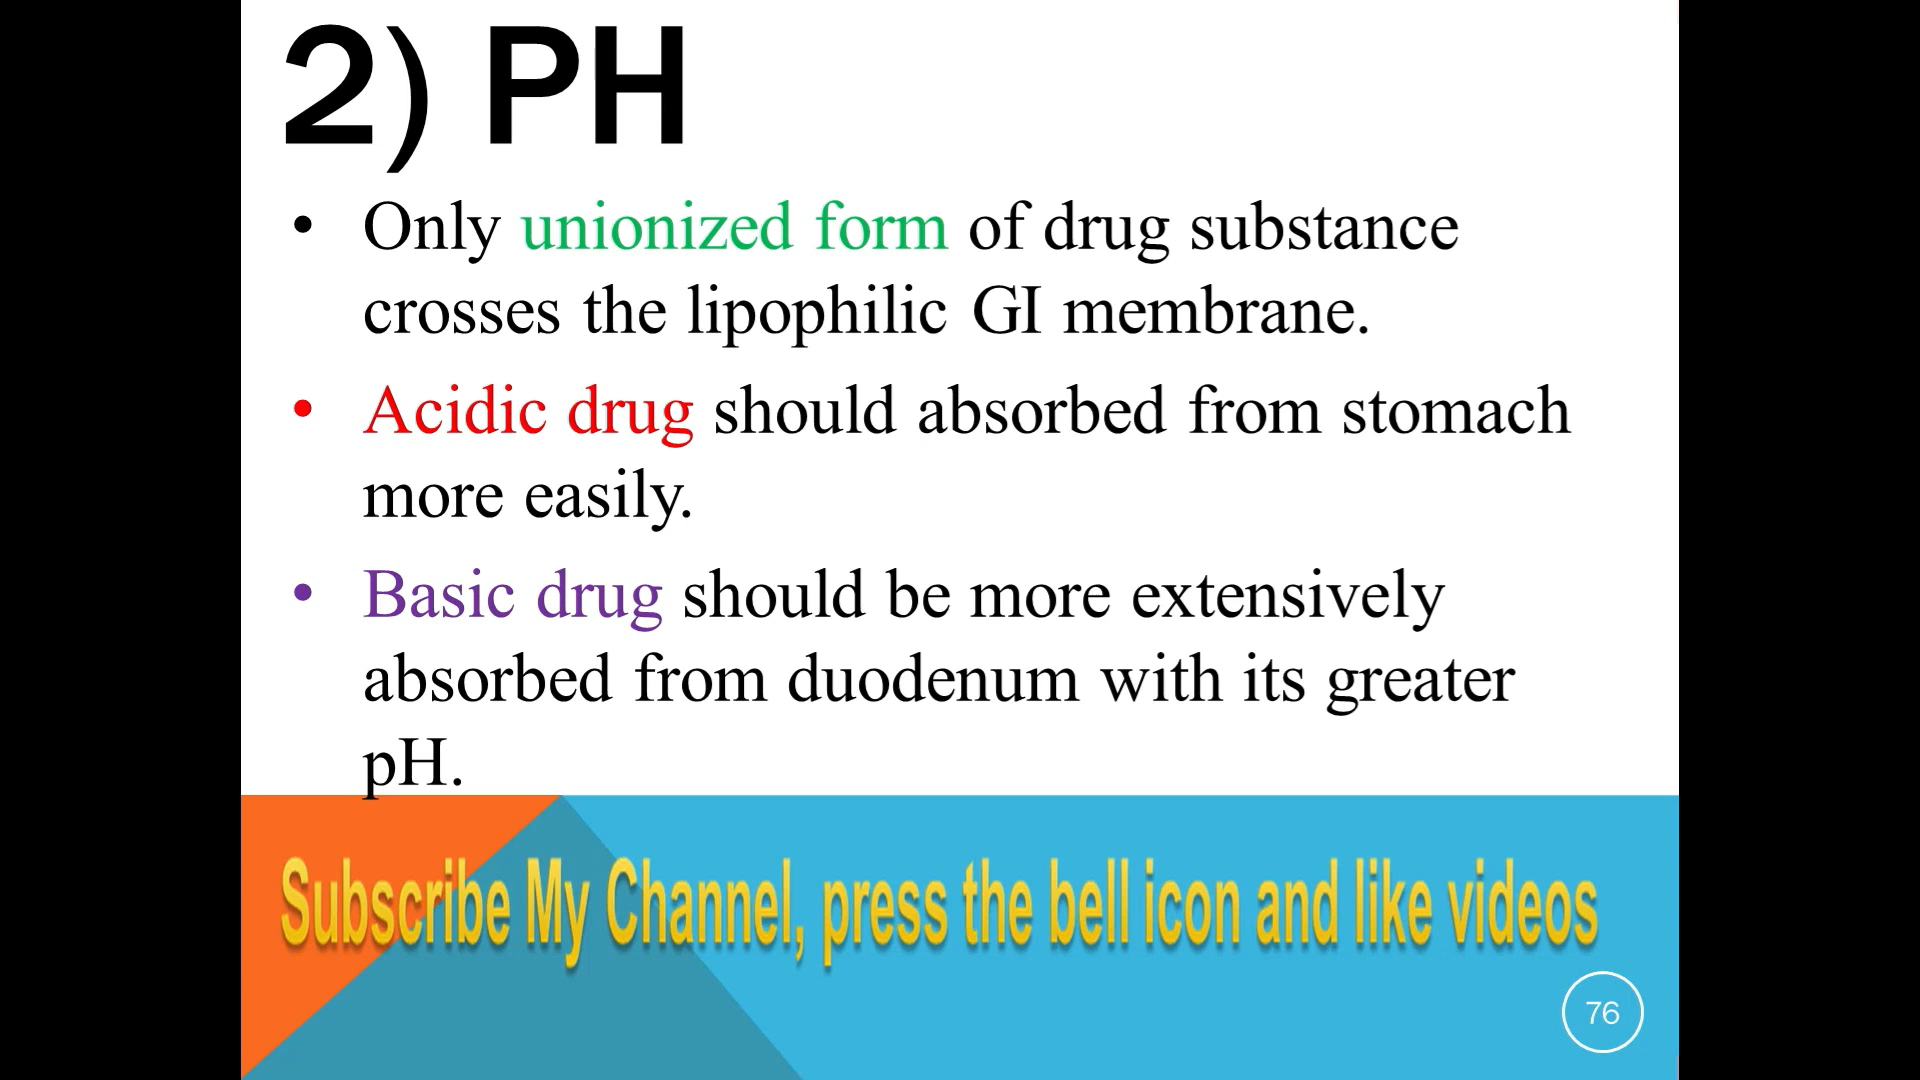 2) PH
• Only unionized form of drug substance
crosses the lipophilic GI membrane.
• Acidic drug should absorbed from stomach
more easily.
• Basic drug should be more extensively
absorbed from duodenum with its greater
pH.
Subscribe My Channel, press the bell icon and like videos
76